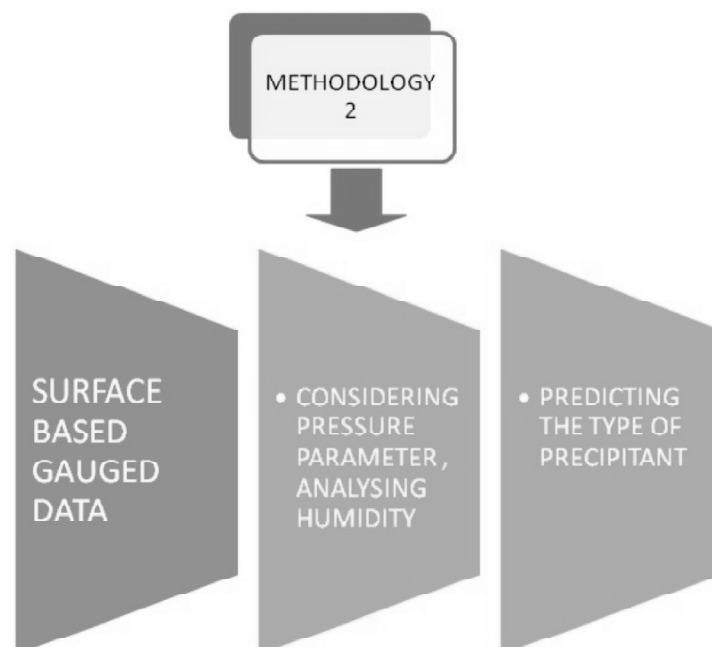 METHODOLOGY
2
SURFACE
BASED
GAUGED
DATA
• CONSIDERING
PRESSURE
PARAMETER,
ANALYSING
HUMIDITY
• PREDICTING
THE TYPE OF
PRECIPITANT